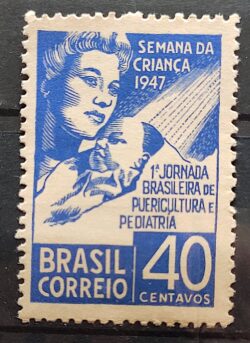 SEMANA DA
CRIANÇA
1947
1ª JORNADA
BRASILEIRA DE
PUERICULTURA E
PEDIATRIA
BRASIL
CORREIO
40
CENTAVOS